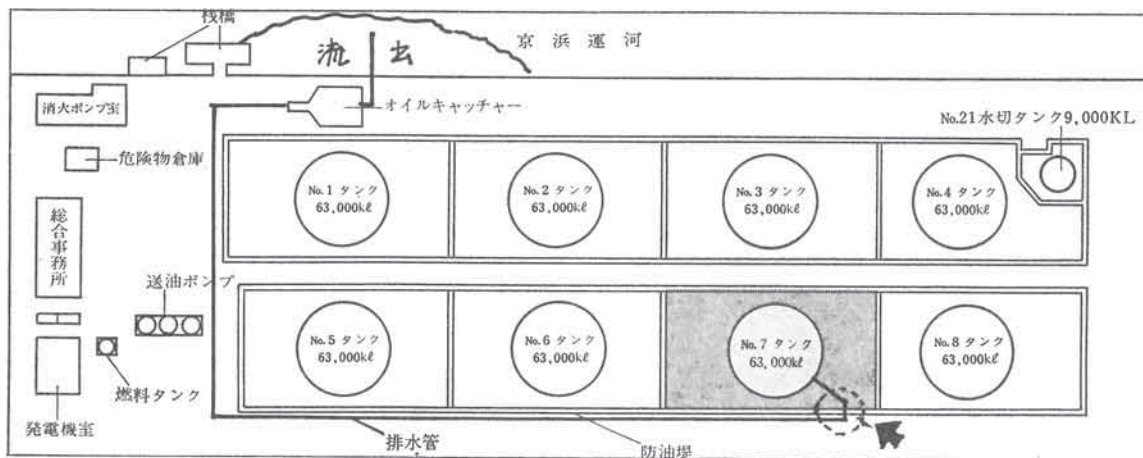 桟橋
流出
京浜運河
消火ポンプ室
オイルキャッチャー
No.21水切タンク9,000KL
危険物倉庫
No.1 タンク
63,000kℓ
No.2 タンク
63,000kℓ
No.3 タンク
63,000kℓ
No.4 タンク
63,000kℓ
総合事務所
送油ポンプ
No.5 タンク
63,000kℓ
No.6 タンク
63,000kℓ
No.7 タンク
63,000kℓ
No.8 タンク
63,000kℓ
燃料タンク
発電機室
排水管
防油堤